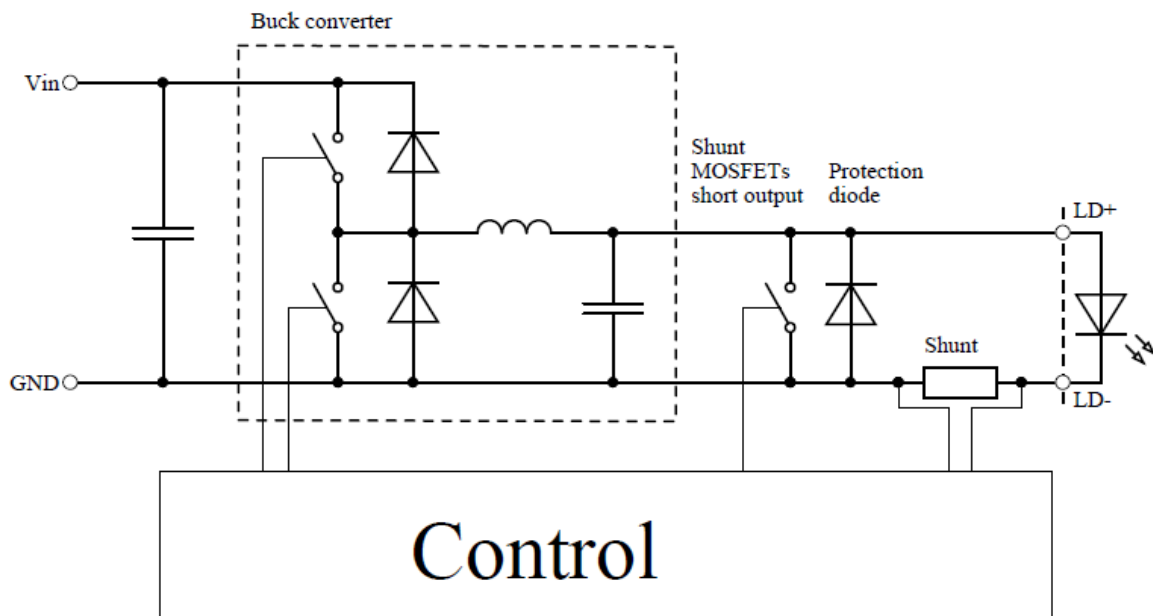 Buck converter
Vin
Shunt
MOSFETs
short output
Protection
diode
LD+
Shunt
GND
LD-
Control